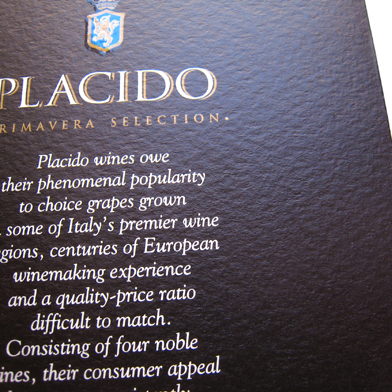 PLACIDO
RIMAVERA SELECTION.
Placido wines owe
their phenomenal popularity
to choice grapes grown
some of Italy's premier wine
gions, centuries of European
winemaking experience
and a quality-price ratio
difficult to match.
Consisting of four noble
ines, their consumer appeal